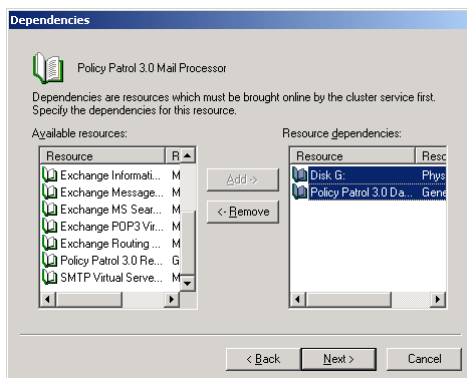 Dependencies
Policy Patrol 3.0 Mail Processor
Dependencies are resources which must be brought online by the cluster service first.
Specify the dependencies for this resource.
Available resources:
Resource R
Exchange Informati... M
Exchange Message... M
Exchange MS Sear... M
Exchange POP3 Vir... M
Exchange Routing ... M
Policy Patrol 3.0 Re... G
SMTP Virtual Serve... M
Add ->
<- Remove
Resource dependencies:
Resource Resc
Disk G: Phys
Policy Patrol 3.0 Da... Gene
< Back
Next >
Cancel